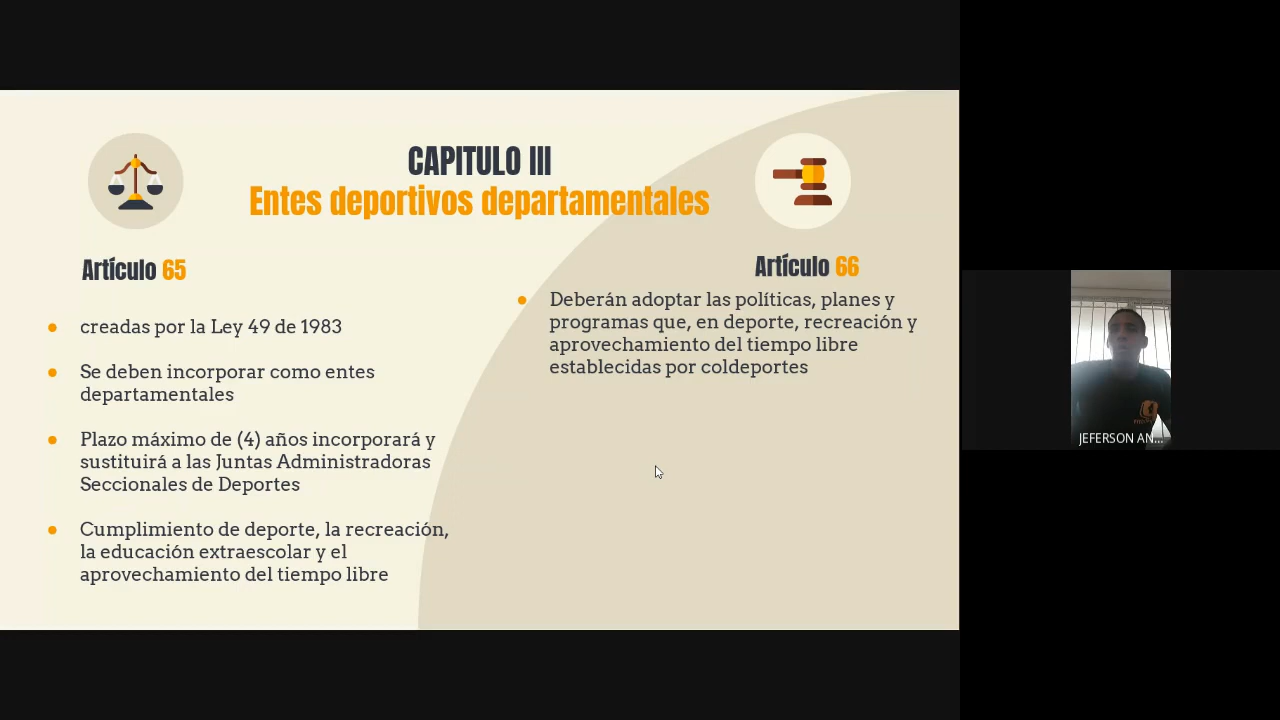 CAPITULO III
Entes deportivos departamentales
Artículo 65
creadas por la Ley 49 de 1983
Se deben incorporar como entes
departamentales
Plazo máximo de (4) años incorporará y
sustituirá a las Juntas Administradoras
Seccionales de Deportes
Cumplimiento de deporte, la recreación,
la educación extraescolar y el
aprovechamiento del tiempo libre
Artículo 66
Deberán adoptar las políticas, planes y
programas que, en deporte, recreación y
aprovechamiento del tiempo libre
establecidas por coldeportes
JEFERSON AN...